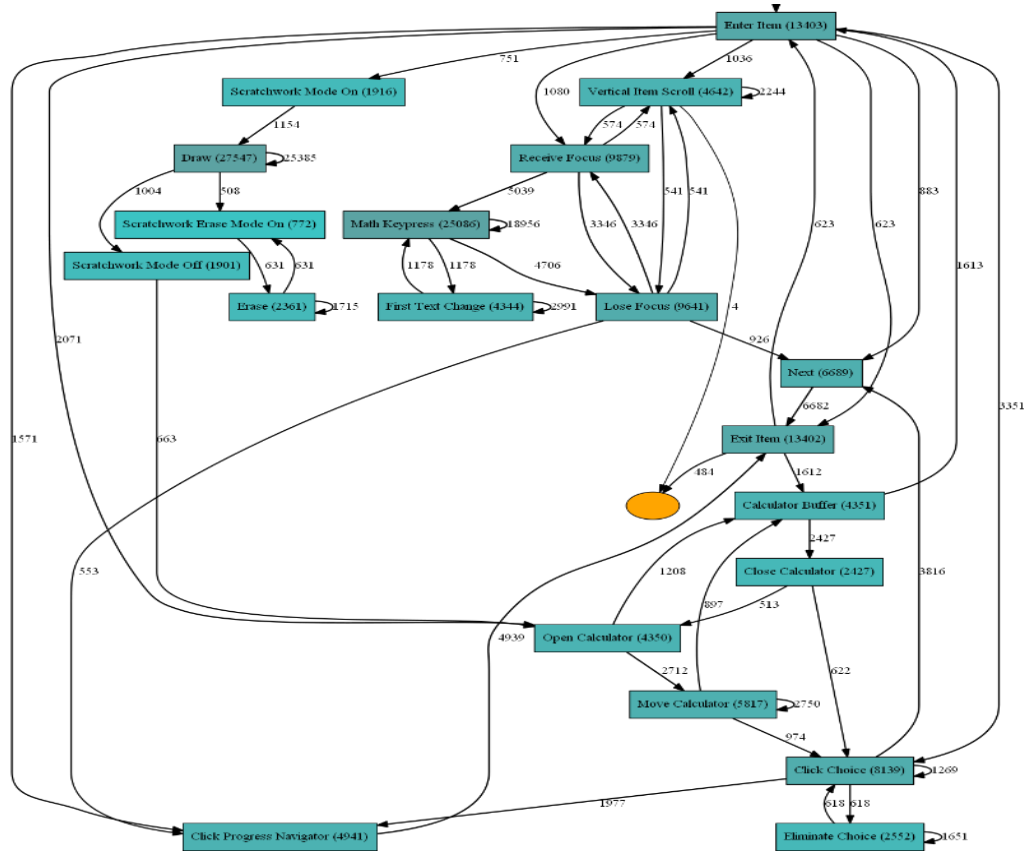 Enter Item (13403)
751
1036
Scratchwork Mode On (1916)
1080
Vertical Item Scroll (4642)
2244
1154
574
574
Draw (27547)
25385
Receive Focus (9879)
1004
508
5039
541
541
883
Scratchwork Erase Mode On (772)
Math Keypress (25086)
18956
3346
3346
623
623
Scratchwork Mode Off (1901)
631
631
1178
1178
4706
1613
Erase (2361)
1715
First Text Change (4344)
2991
Lose Focus (9641)
4
2071
926
Next (6689)
6682
3351
1571
663
Exit Item (13402)
484
1612
Calculator Buffer (4351)
2427
553
1208
Close Calculator (2427)
3816
897
513
4939
Open Calculator (4350)
2712
622
Move Calculator (5817)
2750
974
Click Choice (8139)
1269
1977
618
618
Click Progress Navigator (4941)
Eliminate Choice (2552)
1651